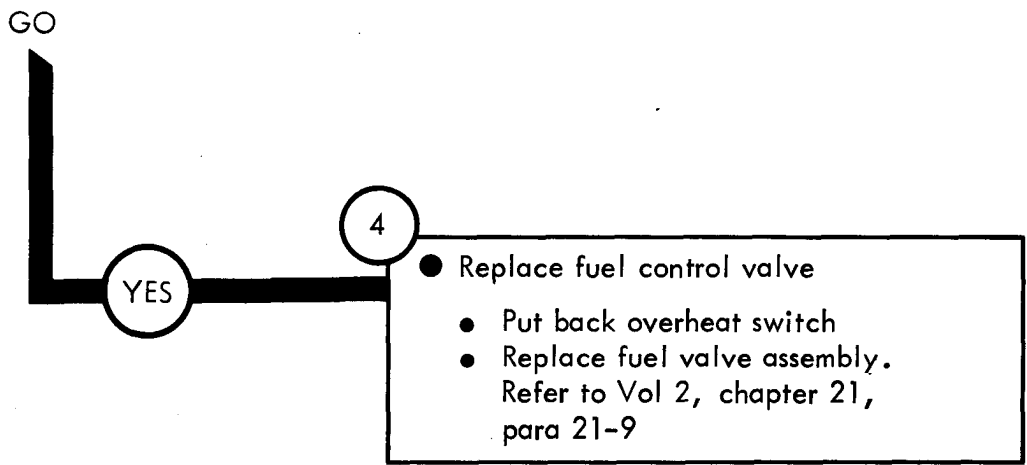 GO
4
YES
● Replace fuel control valve
● Put back overheat switch
● Replace fuel valve assembly.
Refer to Vol 2, chapter 21,
para 21-9